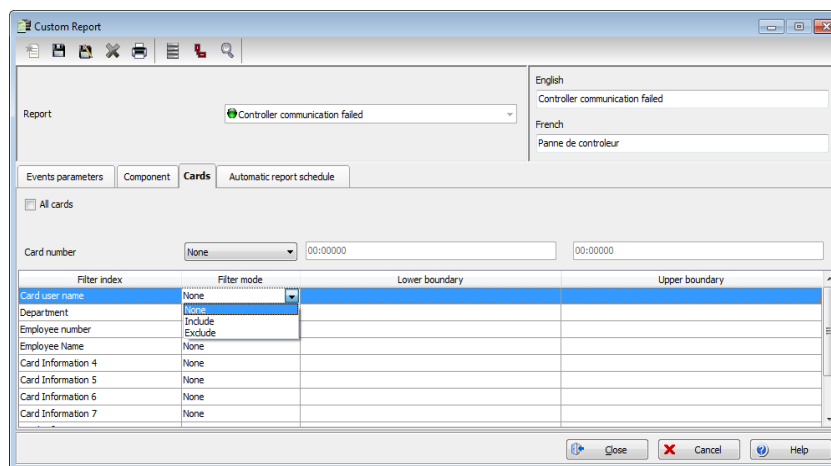 Custom Report
English
Controller communication failed
Report
Controller communication failed
French
Panne de controleur
Events parameters
Component
Cards
Automatic report schedule
All cards
Card number
None
00:00000
00:00000
Filter index
Filter mode
Lower boundary
Upper boundary
Card user name
None
Department
None
Employee number
Include
Exclude
Employee Name
None
Card Information 4
None
Card Information 5
None
Card Information 6
None
Card Information 7
None
Close
Cancel
Help